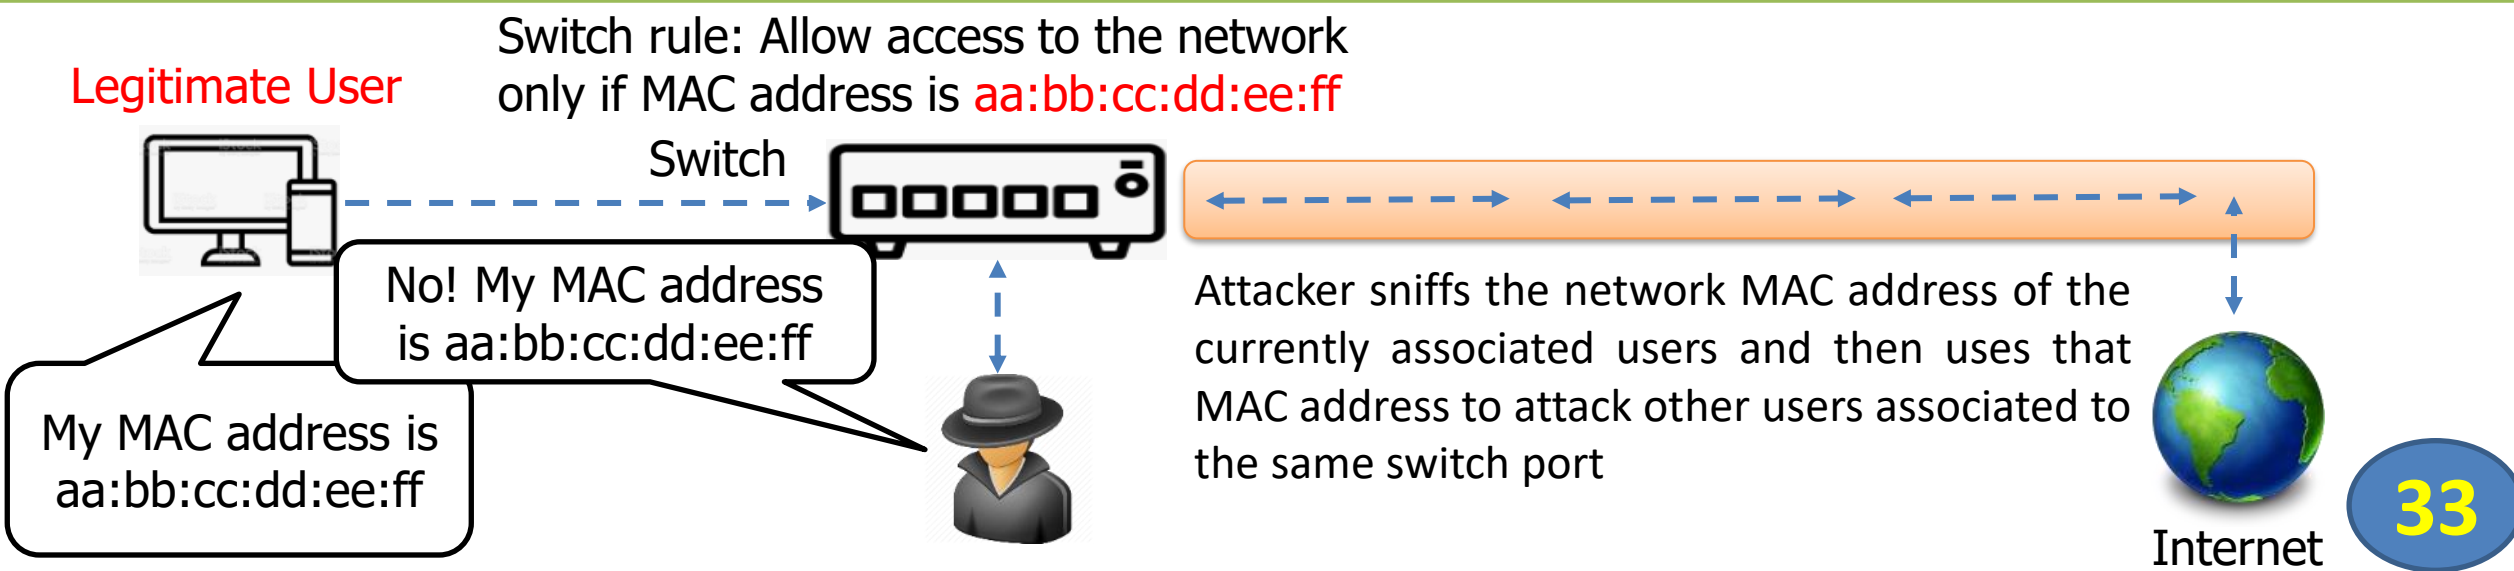 Switch rule: Allow access to the network
only if MAC address is aa:bb:cc:dd:ee:ff
Legitimate User
Switch
No! My MAC address
is aa:bb:cc:dd:ee:ff
My MAC address is
aa:bb:cc:dd:ee:ff
Attacker sniffs the network MAC address of the
currently associated users and then uses that
MAC address to attack other users associated to
the same switch port
Internet
33